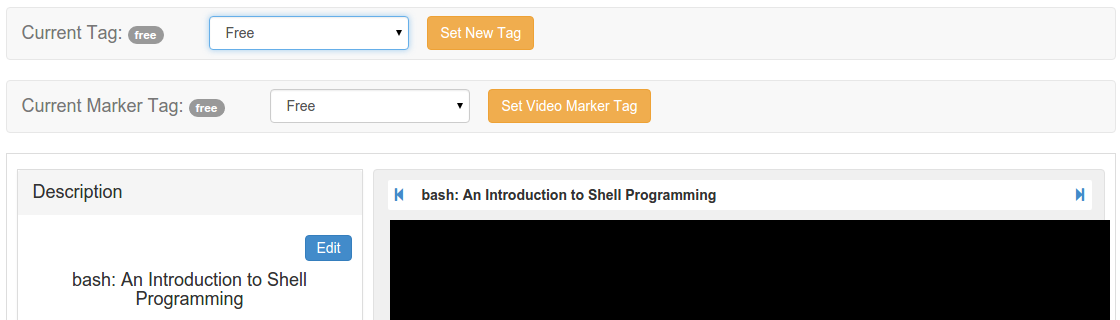 Current Tag: free Free Set New Tag
Current Marker Tag: free Free Set Video Marker Tag
Description
Edit
bash: An Introduction to Shell
Programming
bash: An Introduction to Shell Programming